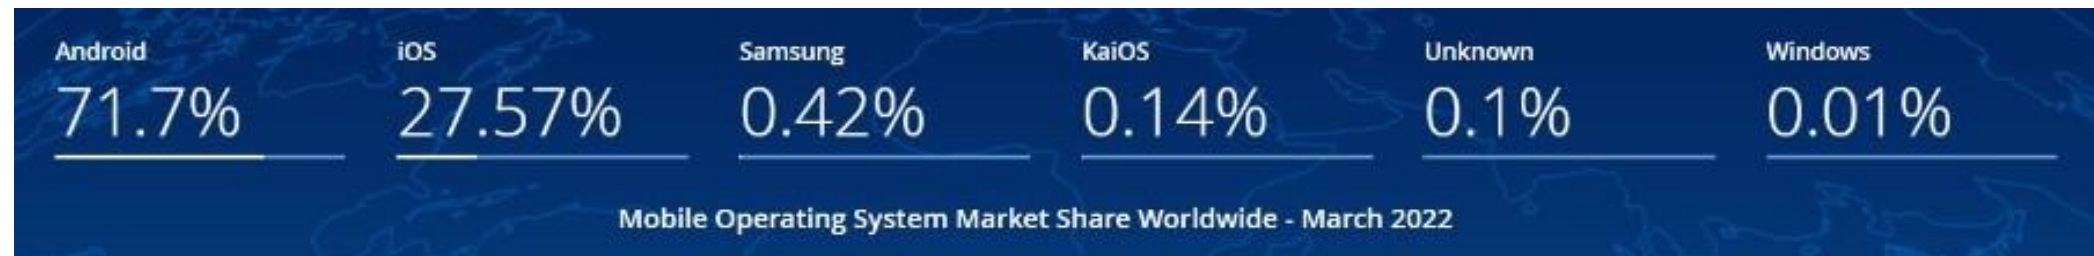 Android iOS Samsung KaiOS Unknown Windows
71.7% 27.57% 0.42% 0.14% 0.1% 0.01%
Mobile Operating System Market Share Worldwide - March 2022